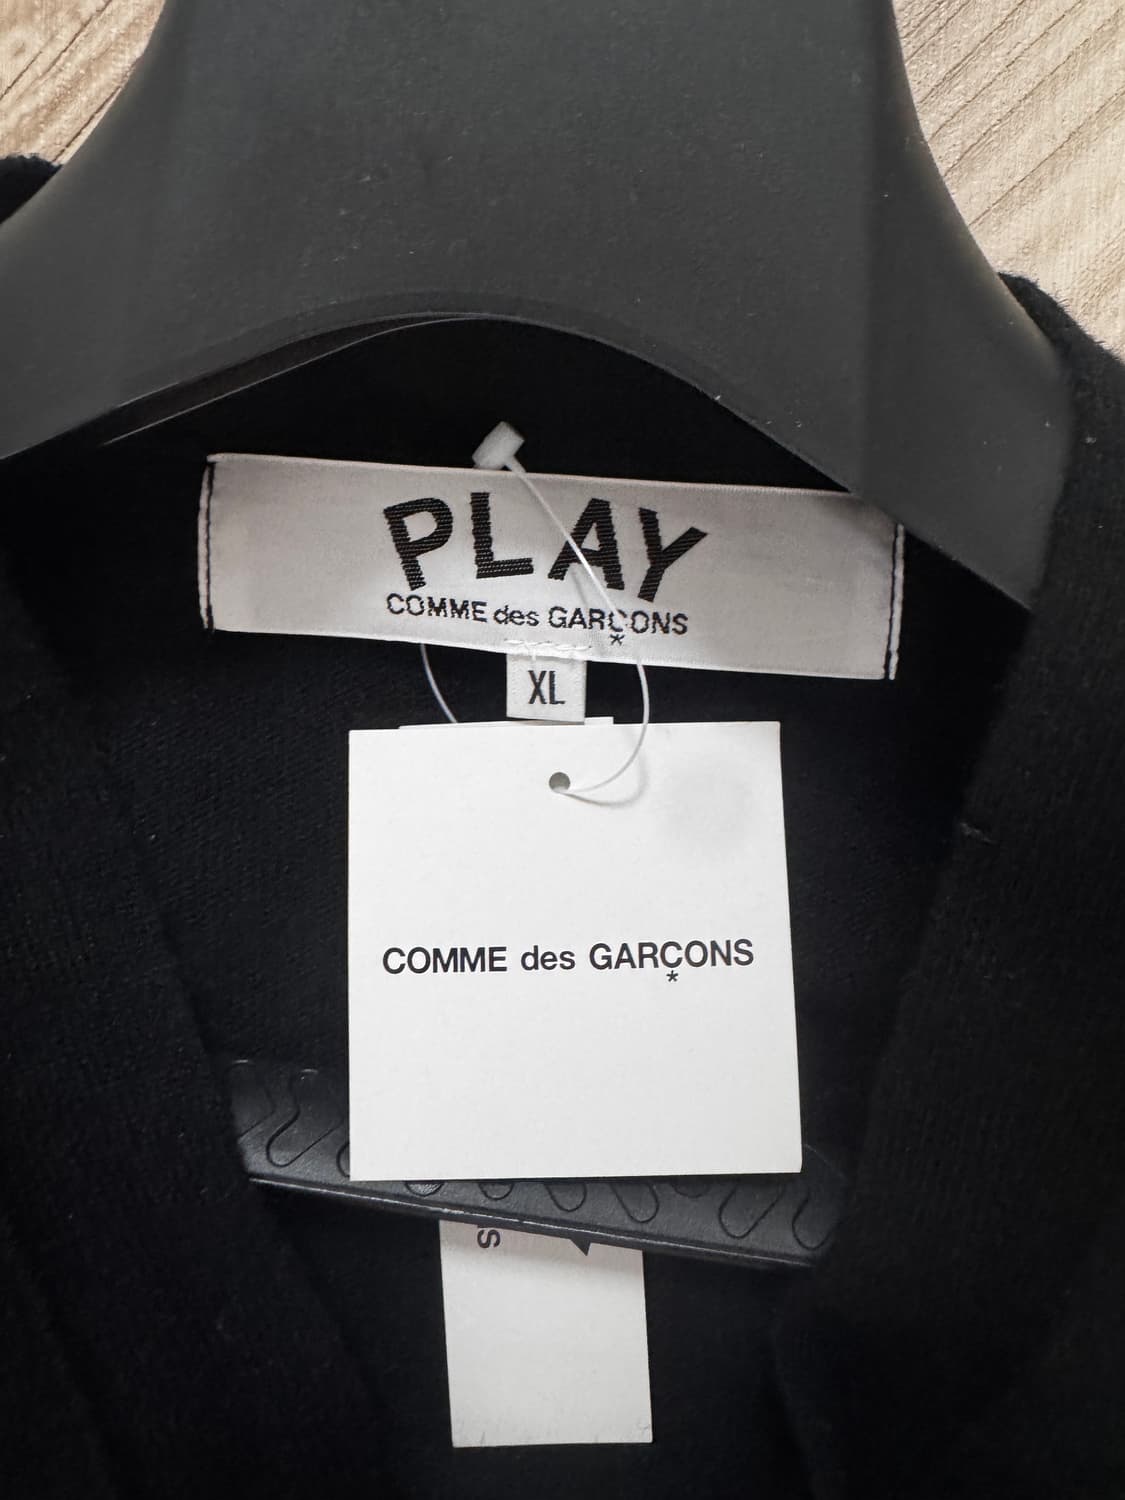 PLAY
COMME des GARÇONS
*
XL
COMME des GARÇONS
*